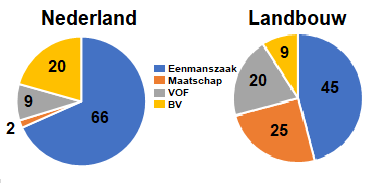 Nederland
Landbouw
20
9
2
66
Eenmanszaak
Maatschap
VOF
BV
9
20
45
25